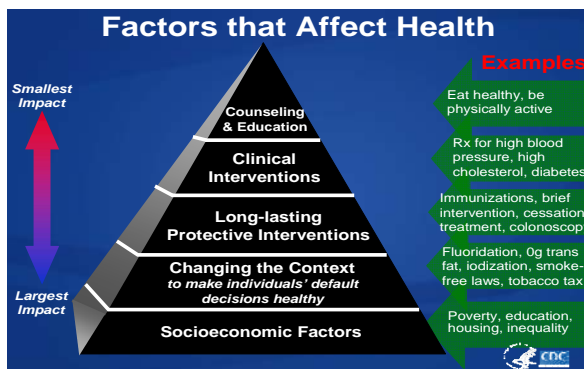 Factors that Affect Health
Examples
Smallest
Impact
Largest
Impact
Counseling
& Education
Clinical
Interventions
Long-lasting
Protective Interventions
Changing the Context
to make individuals' default
decisions healthy
Socioeconomic Factors
Eat healthy, be
physically active
Rx for high blood
pressure, high
cholesterol, diabetes
Immunizations, brief
intervention, cessation
treatment, colonoscopy
Fluoridation, 0g trans
fat, iodization, smoke-
free laws, tobacco tax
Poverty, education,
housing, inequality
CDC